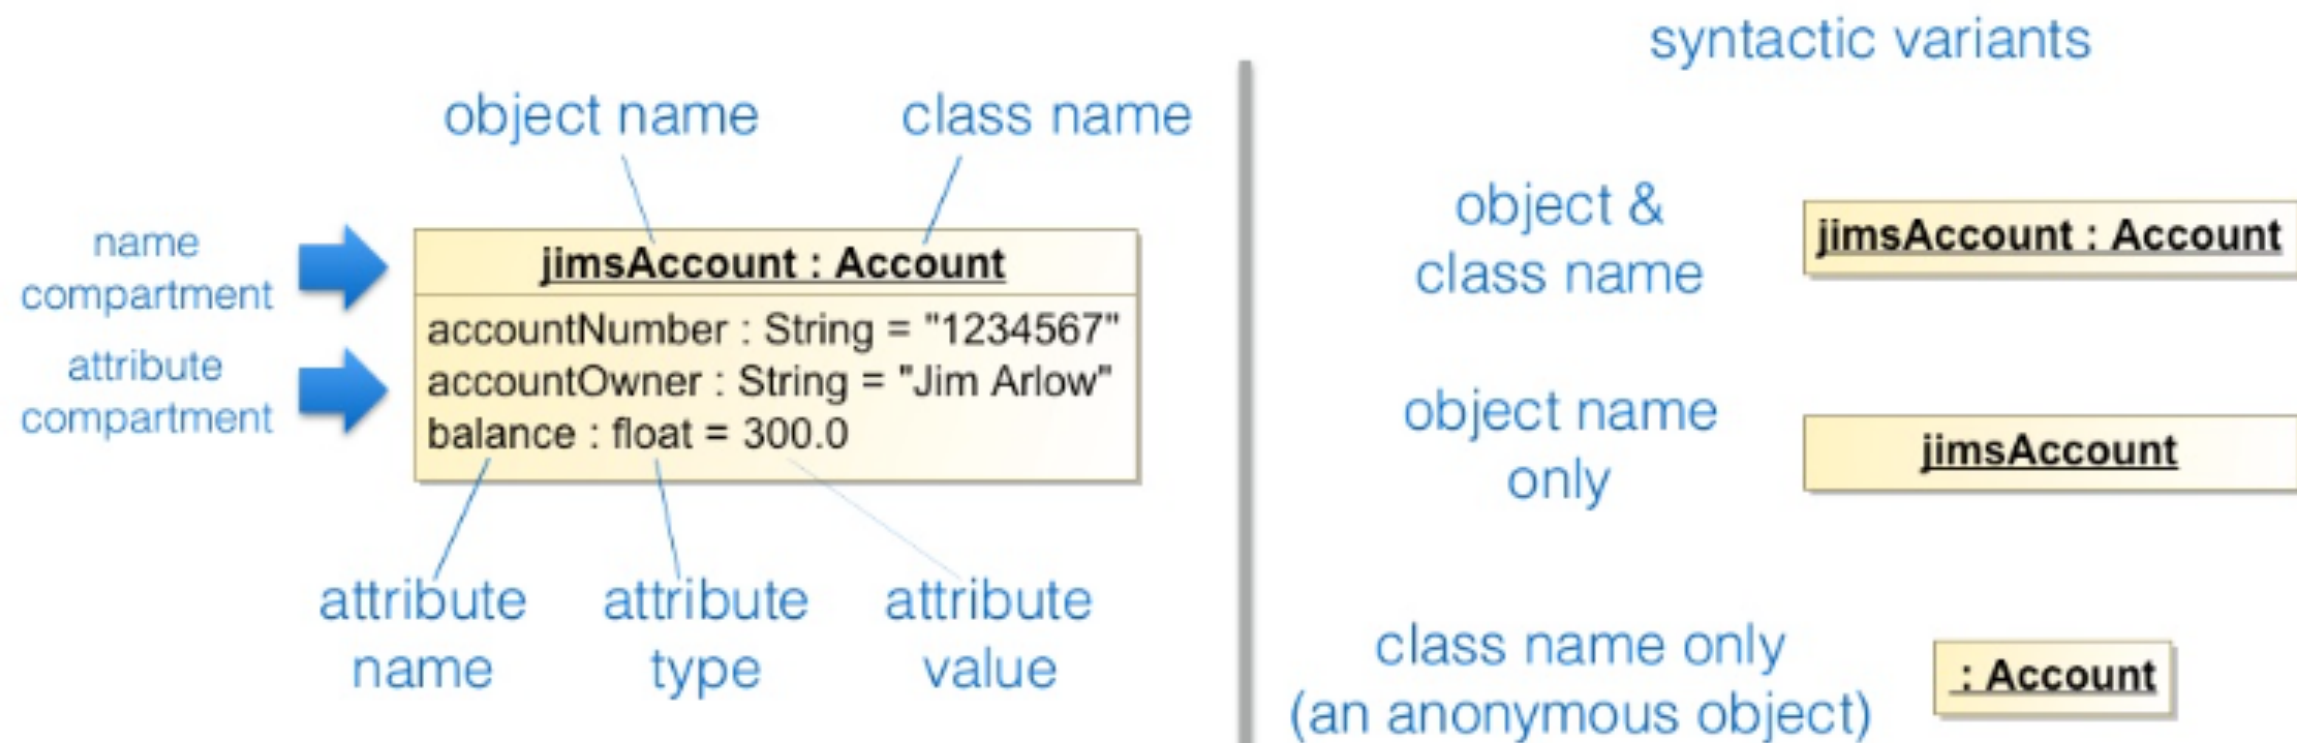 object name
class name
name
compartment
jimsAccount : Account
attribute
compartment
accountNumber : String = "1234567"
accountOwner : String = "Jim Arlow"
balance : float = 300.0
attribute
name
attribute
type
attribute
value
syntactic variants
object &
class name
jimsAccount : Account
object name
only
jimsAccount
class name only
(an anonymous object)
: Account